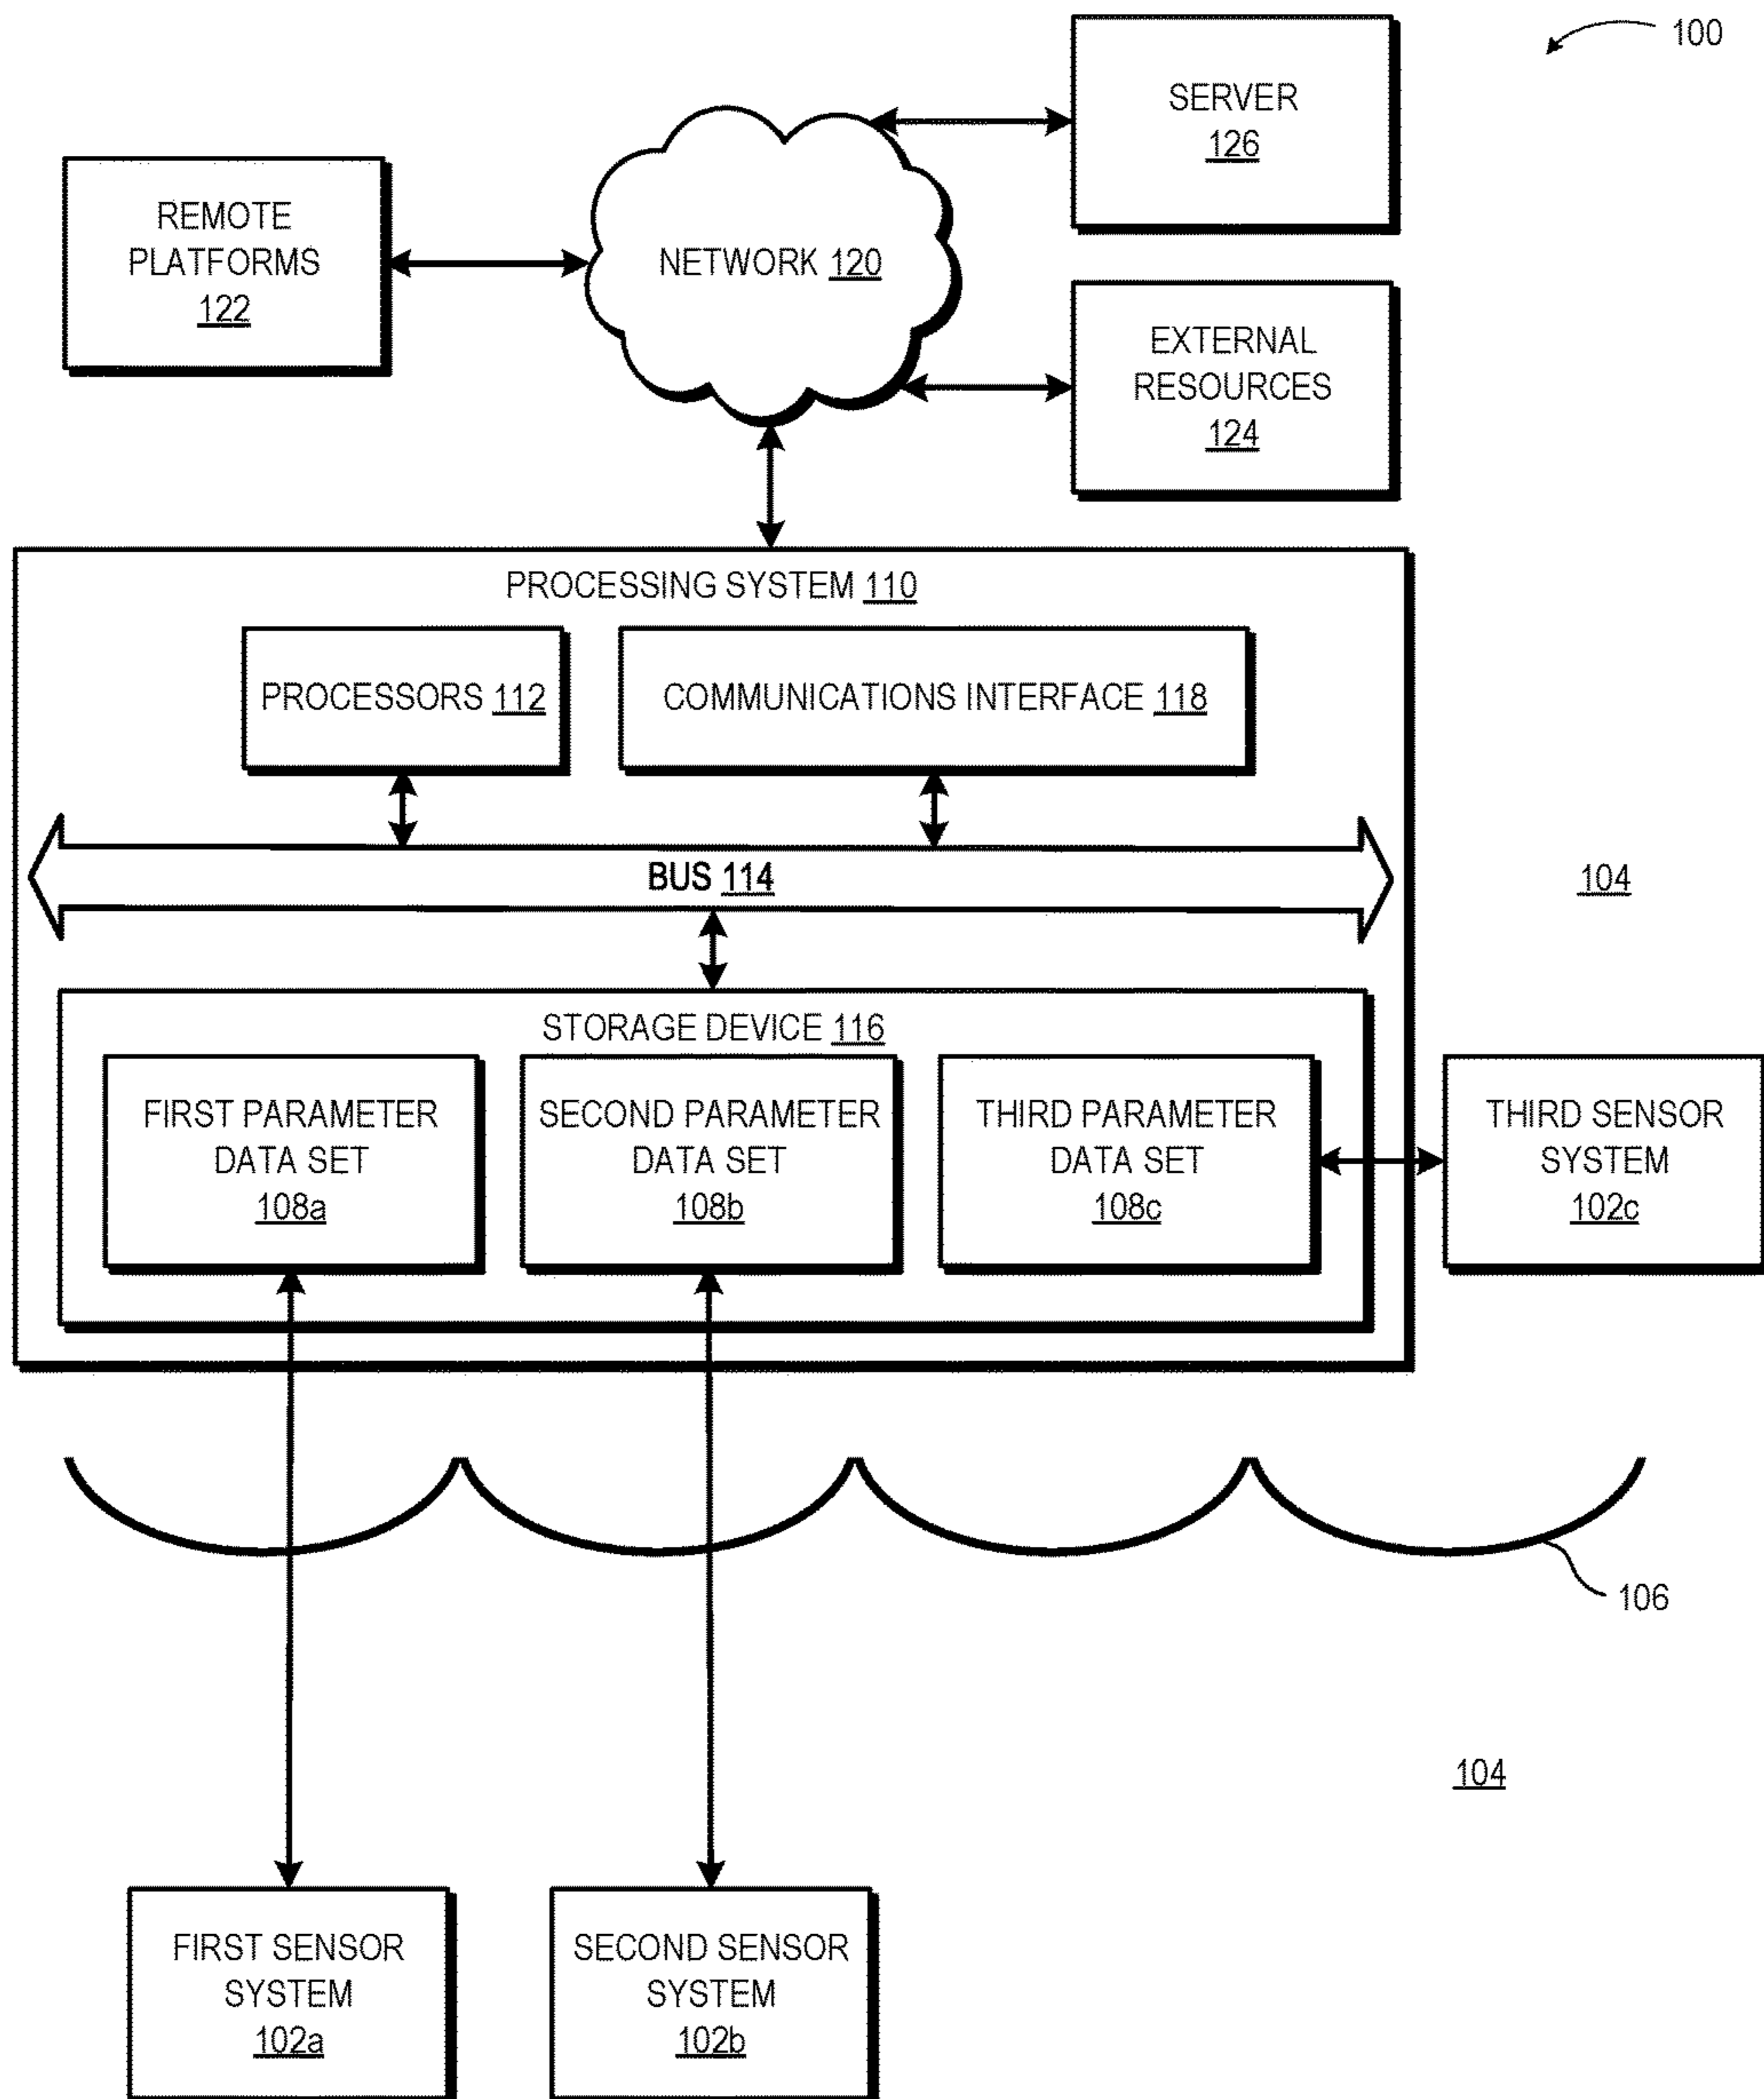 100
SERVER
126
REMOTE
PLATFORMS
122
NETWORK 120
EXTERNAL
RESOURCES
124
PROCESSING SYSTEM 110
PROCESSORS 112
COMMUNICATIONS INTERFACE 118
BUS 114
104
STORAGE DEVICE 116
FIRST PARAMETER
DATA SET
108a
SECOND PARAMETER
DATA SET
108b
THIRD PARAMETER
DATA SET
108c
THIRD SENSOR
SYSTEM
102c
106
104
FIRST SENSOR
SYSTEM
102a
SECOND SENSOR
SYSTEM
102b